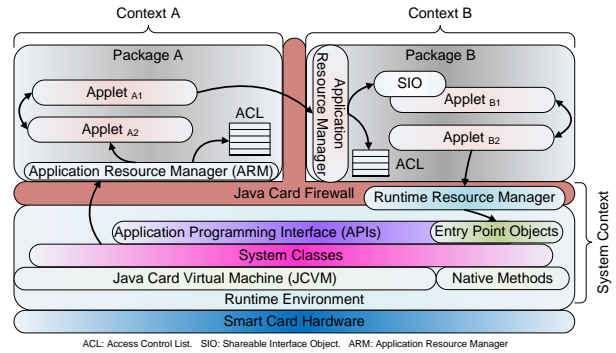 Context A
Context B
Package A
Package B
Applet A1
Applet A2
ACL
Application Resource Manager (ARM)
Application
Resource Manager
SIO
Applet B1
Applet B2
ACL
Java Card Firewall
Runtime Resource Manager
Application Programming Interface (APIs)
Entry Point Objects
System Classes
Java Card Virtual Machine (JCVM)
Native Methods
Runtime Environment
System Context
Smart Card Hardware
ACL: Access Control List. SIO: Shareable Interface Object. ARM: Application Resource Manager